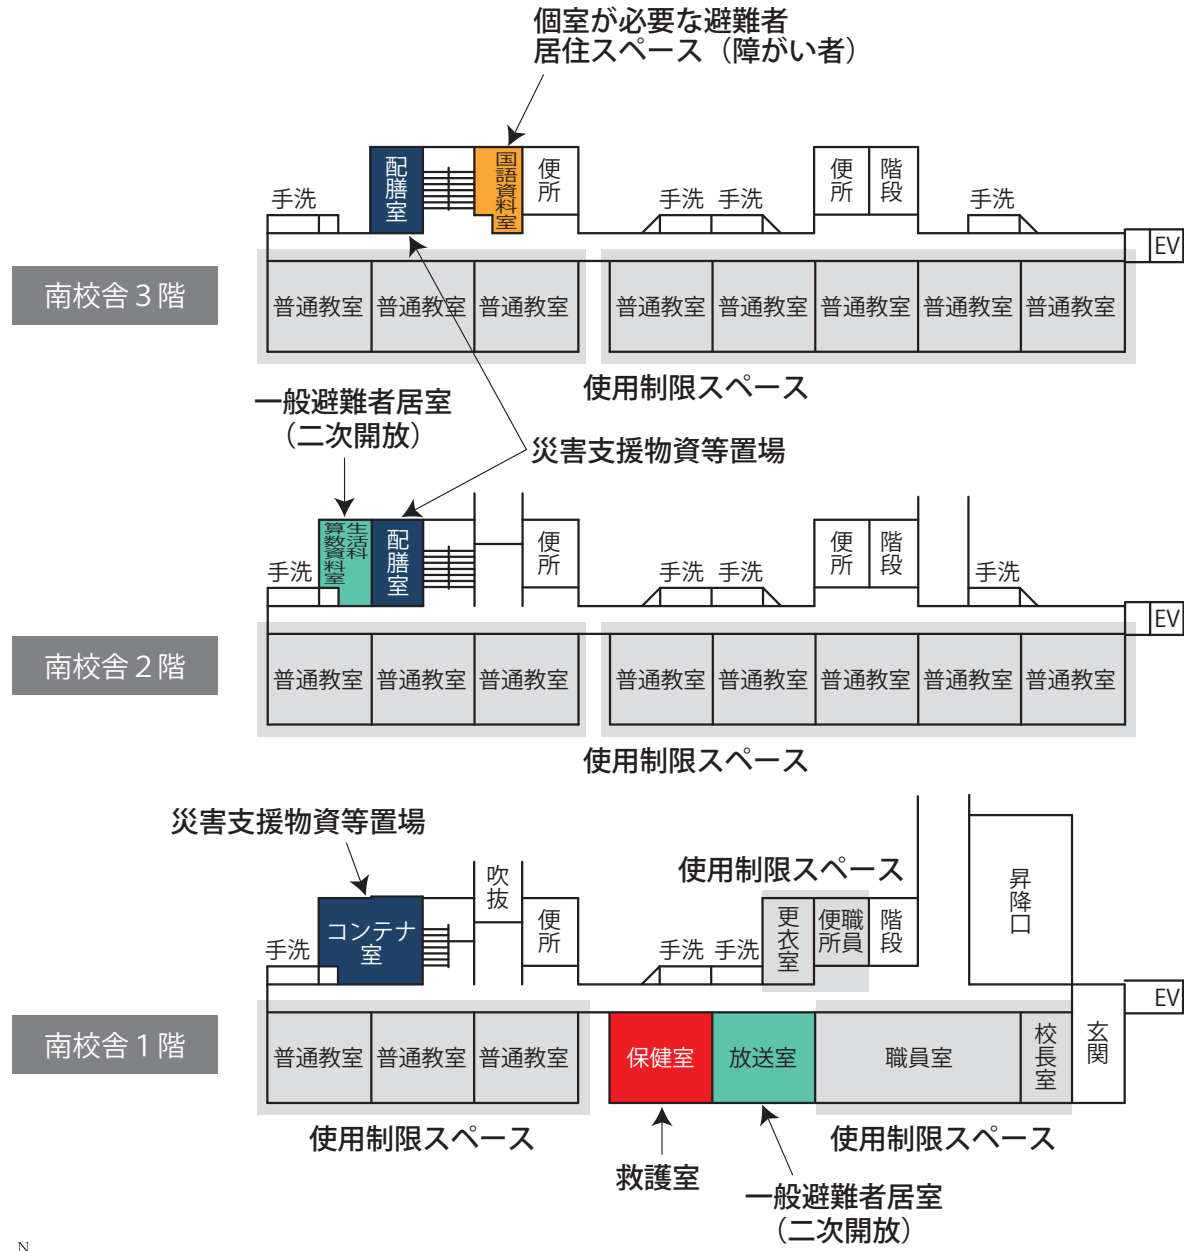 個室が必要な避難者
居住スペース（障がい者）
配膳室
国語資料室
便所
便所
階段
手洗
手洗
手洗
手洗
EV
南校舎３階
普通教室
普通教室
普通教室
普通教室
普通教室
普通教室
普通教室
普通教室
使用制限スペース
一般避難者居室
（二次開放）
災害支援物資等置場
生活科
算数資料室
配膳室
便所
便所
階段
手洗
手洗
手洗
手洗
EV
南校舎２階
普通教室
普通教室
普通教室
普通教室
普通教室
普通教室
普通教室
普通教室
使用制限スペース
災害支援物資等置場
使用制限スペース
吹抜
昇降口
コンテナ
室
便所
更衣室
職員
便所
階段
手洗
手洗
手洗
EV
南校舎１階
普通教室
普通教室
普通教室
保健室
放送室
職員室
校長室
玄関
使用制限スペース
使用制限スペース
救護室
一般避難者居室
（二次開放）
N